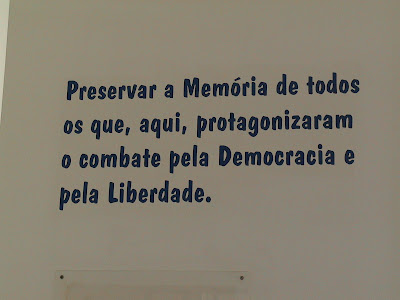 Preservar a Memória de todos
os que, aqui, protagonizaram
o combate pela Democracia e
pela Liberdade.